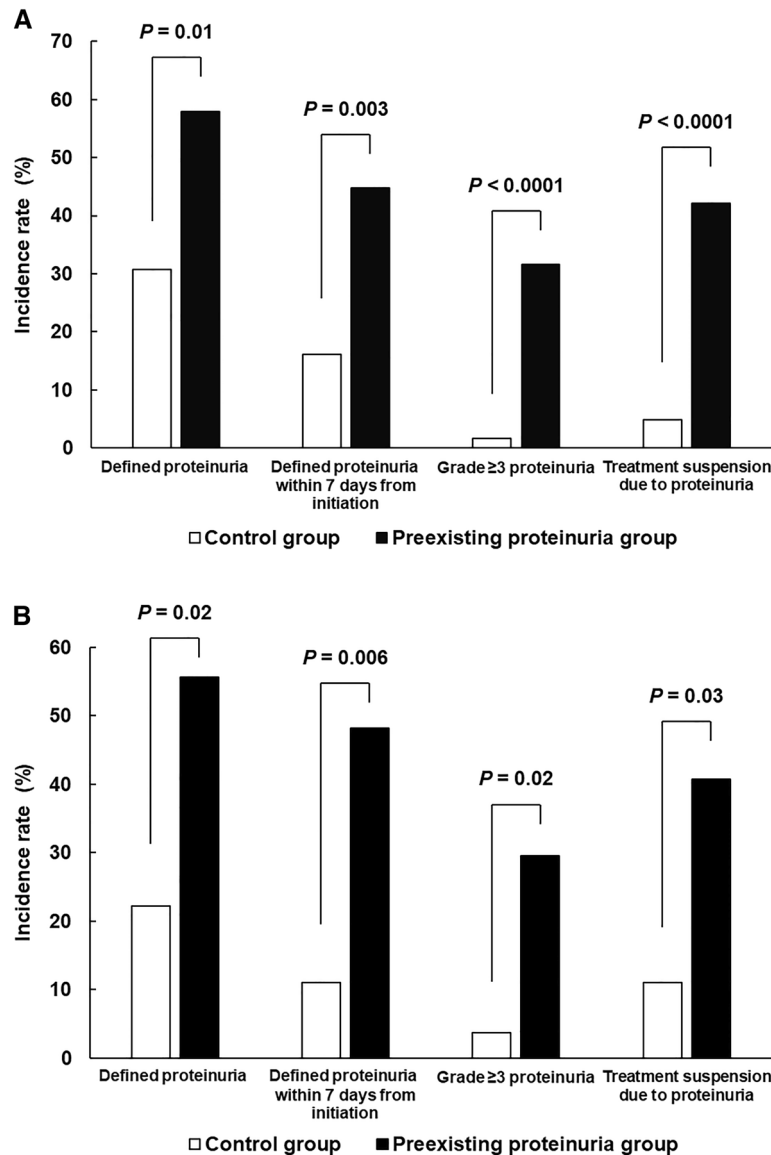 A
P = 0.01
P = 0.003
P < 0.0001
P < 0.0001
Incidence rate (%)
70
60
50
40
30
20
10
0
Defined proteinuria
Defined proteinuria
within 7 days from
initiation
Grade ≥3 proteinuria
Treatment suspension
due to proteinuria
Control group
Preexisting proteinuria group
B
P = 0.02
P = 0.006
P = 0.02
P = 0.03
Incidence rate (%)
60
50
40
30
20
10
0
Defined proteinuria
Defined proteinuria
within 7 days from
initiation
Grade ≥3 proteinuria
Treatment suspension
due to proteinuria
Control group
Preexisting proteinuria group